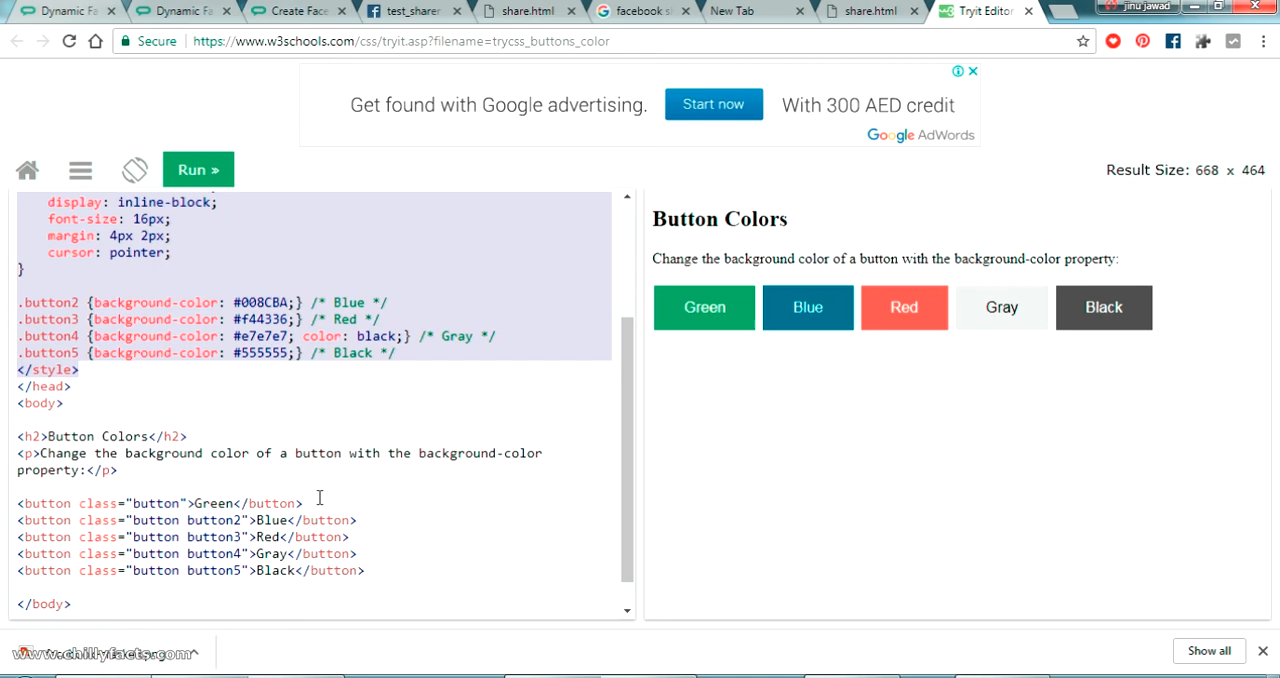 Dynamic Fa
Dynamic Fa
Create Face
test_sharer
share.html
facebook s
New Tab
share.html
Tryit Editor
jinu jawad
Secure
https://www.w3schools.com/css/tryit.asp?filename=trycss_buttons_color
Get found with Google advertising.
Start now
With 300 AED credit
Google AdWords
Run »
Result Size: 668 x 464
display: inline-block;
font-size: 16px;
margin: 4px 2px;
cursor: pointer;
}
.button2 {background-color: #008CBA;} /* Blue */
.button3 {background-color: #f44336;} /* Red */
.button4 {background-color: #e7e7e7; color: black;} /* Gray */
.button5 {background-color: #555555;} /* Black */
</style>
</head>
<body>
<h2>Button Colors</h2>
<p>Change the background color of a button with the background-color
property:</p>
<button class="button">Green</button>
<button class="button button2">Blue</button>
<button class="button button3">Red</button>
<button class="button button4">Gray</button>
<button class="button button5">Black</button>
</body>
Button Colors
Change the background color of a button with the background-color property:
Green
Blue
Red
Gray
Black
www.chillyfacts.com
Show all